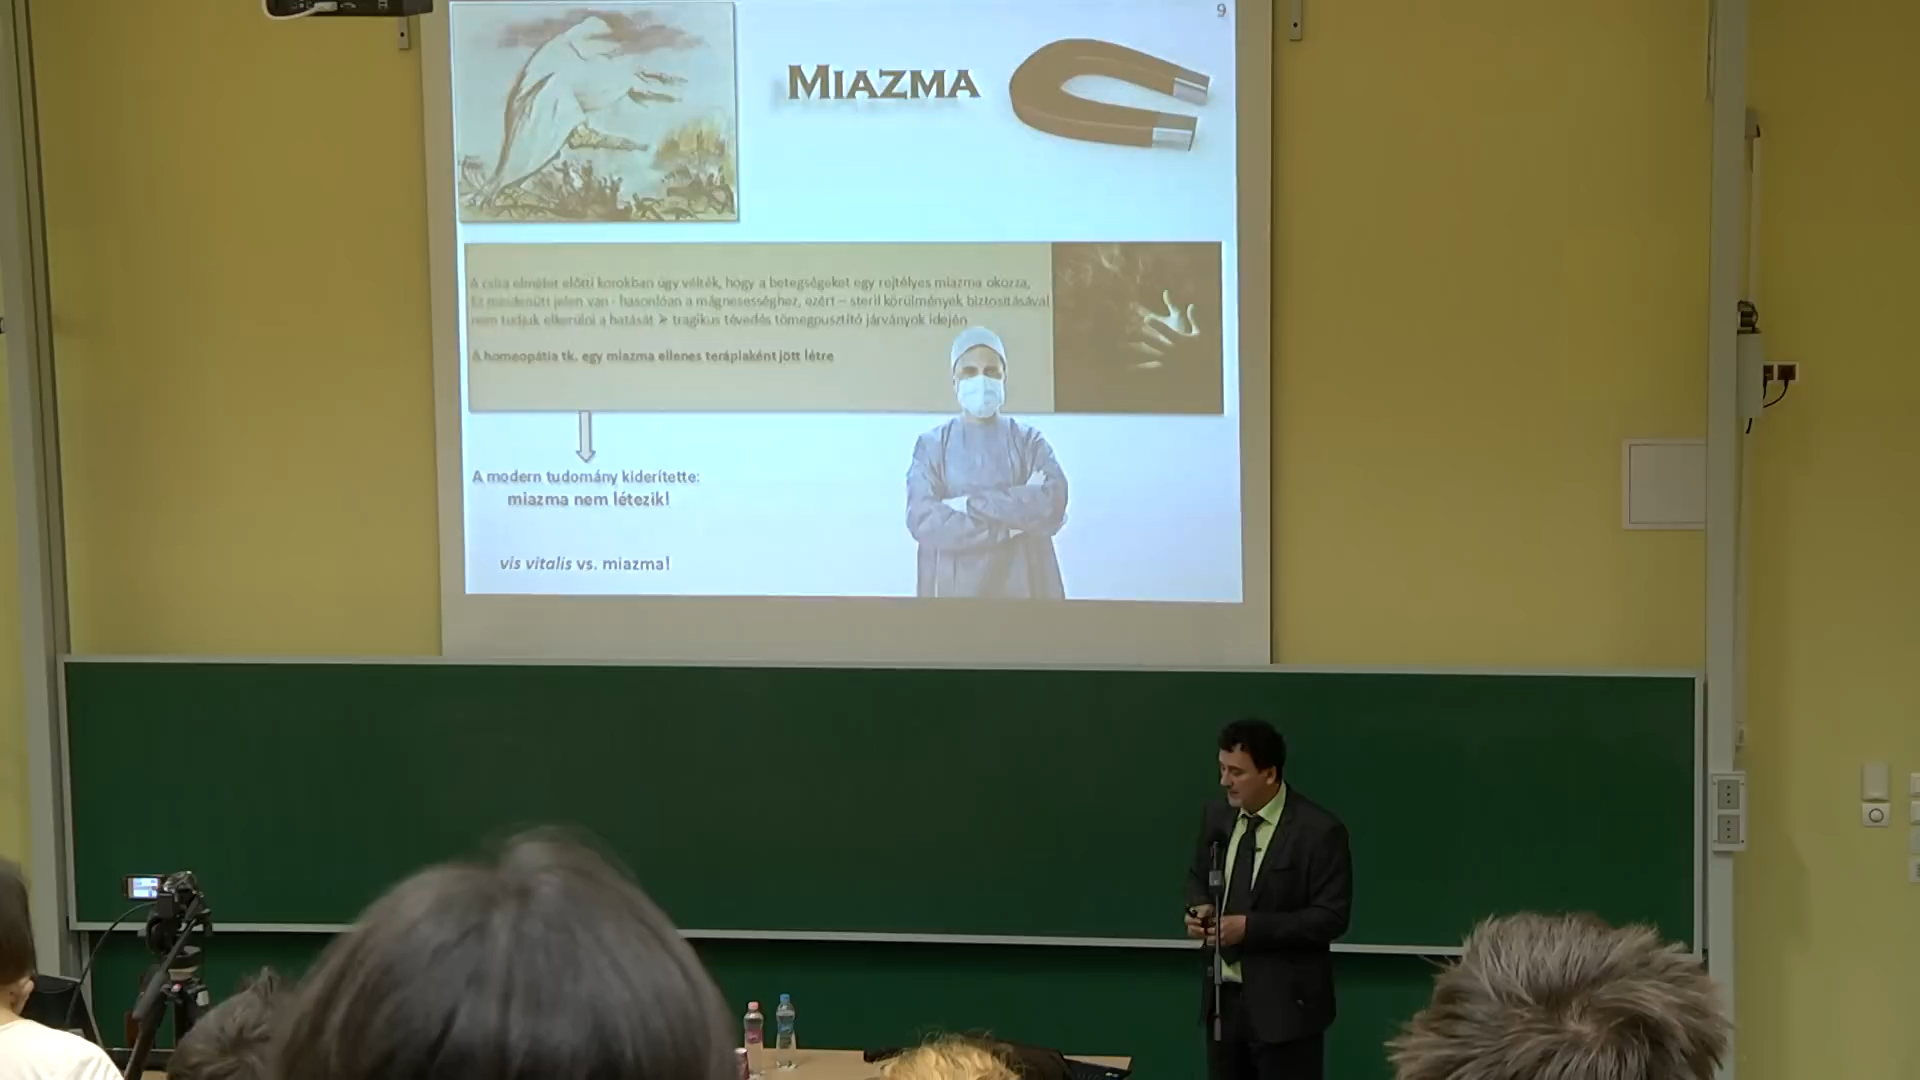 9
MIAZMA
A csíra elmélet előtti korokban úgy vélték, hogy a betegségeket egy rejtélyes miazma okozza,
Ez mindenütt jelen van - hasonlóan a mágnesességhez, ezért – steril körülmények biztosításával
nem tudjuk elkerülni a hatását ➢ tragikus tévedés tömegpusztító járványok idején
A homeopátia tk. egy miazma ellenes terápiaként jött létre
A modern tudomány kiderítette:
miazma nem létezik!
vis vitalis vs. miazma!